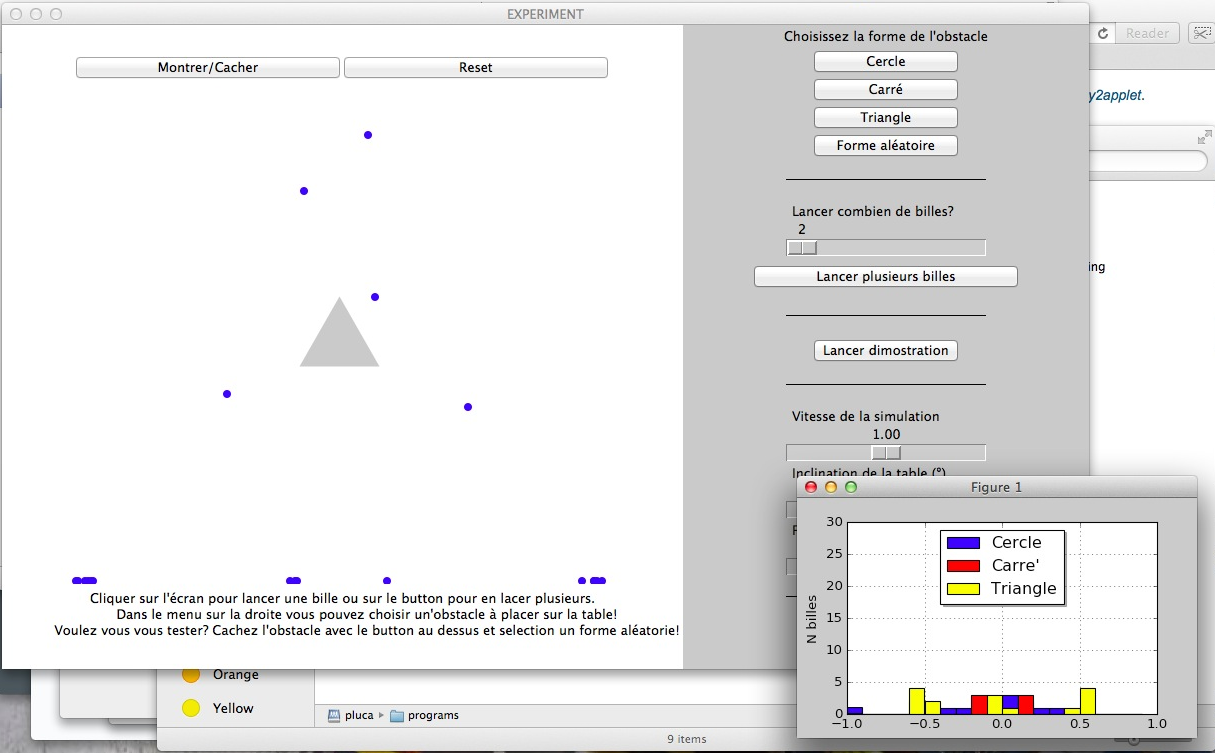 EXPERIMENT
Reader
Montrer/Cacher
Reset
Choisissez la forme de l'obstacle
Cercle
Carré
Triangle
Forme aléatoire
Lancer combien de billes?
2
Lancer plusieurs billes
Lancer dimostration
Vitesse de la simulation
1.00
Inclination de la table (°)
y2applet.
ing
Cliquer sur l'écran pour lancer une bille ou sur le button pour en lacer plusieurs.
Dans le menu sur la droite vous pouvez choisir un'obstacle à placer sur la table!
Voulez vous vous tester? Cachez l'obstacle avec le button au dessus et selection un forme aléatorie!
Figure 1
30
25
20
15
10
5
0
N billes
Cercle
Carre'
Triangle
−1.0
−0.5
0.0
0.5
1.0
Orange
Yellow
pluca
programs
9 items